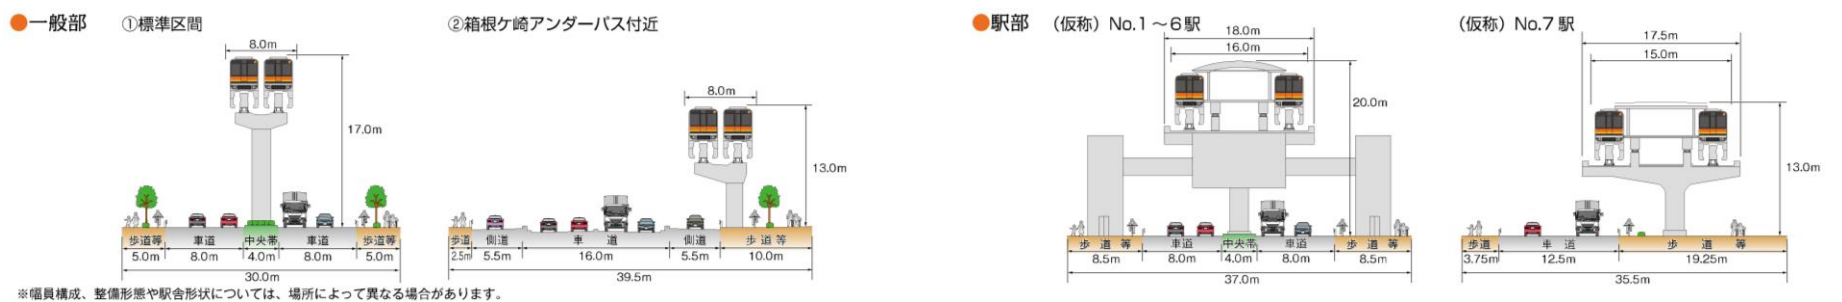 ●一般部 ①標準区間
8.0m
17.0m
歩道等 車道 中央帯 車道 歩道等
5.0m 8.0m 4.0m 8.0m 5.0m
30.0m
②箱根ケ崎アンダーパス付近
8.0m
13.0m
歩道 側道 車道 側道 歩道等
2.5m 5.5m 16.0m 5.5m 10.0m
39.5m
※幅員構成、整備形態や駅舎形状については、場所によって異なる場合があります。
●駅部 （仮称）No.1～6駅
18.0m
16.0m
20.0m
歩道等 車道 中央帯 車道 歩道等
8.5m 8.0m 4.0m 8.0m 8.5m
37.0m
（仮称）No.7駅
17.5m
15.0m
13.0m
歩道 車道 歩道等
3.75m 12.5m 19.25m
35.5m